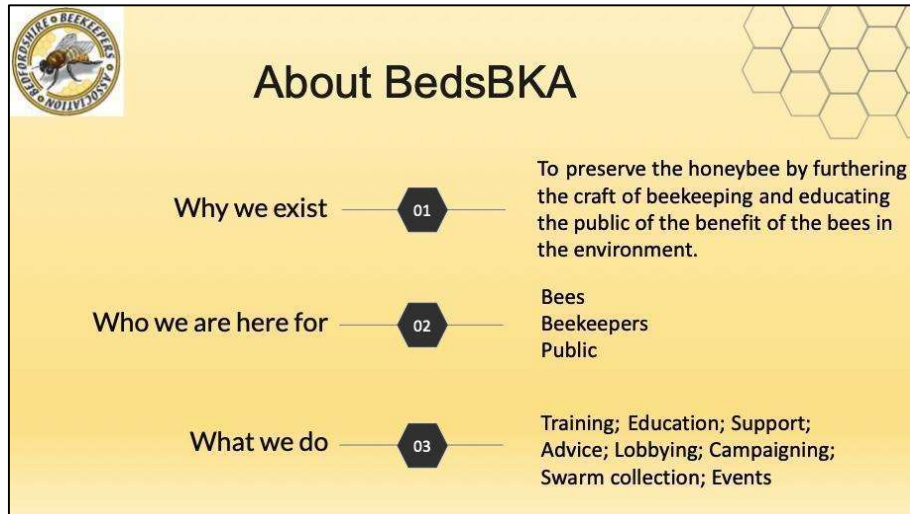 BEDFORDSHIRE BEEKEEPERS ASSOCIATION
About BedsBKA
Why we exist
01
To preserve the honeybee by furthering
the craft of beekeeping and educating
the public of the benefit of the bees in
the environment.
Who we are here for
02
Bees
Beekeepers
Public
What we do
03
Training; Education; Support;
Advice; Lobbying; Campaigning;
Swarm collection; Events